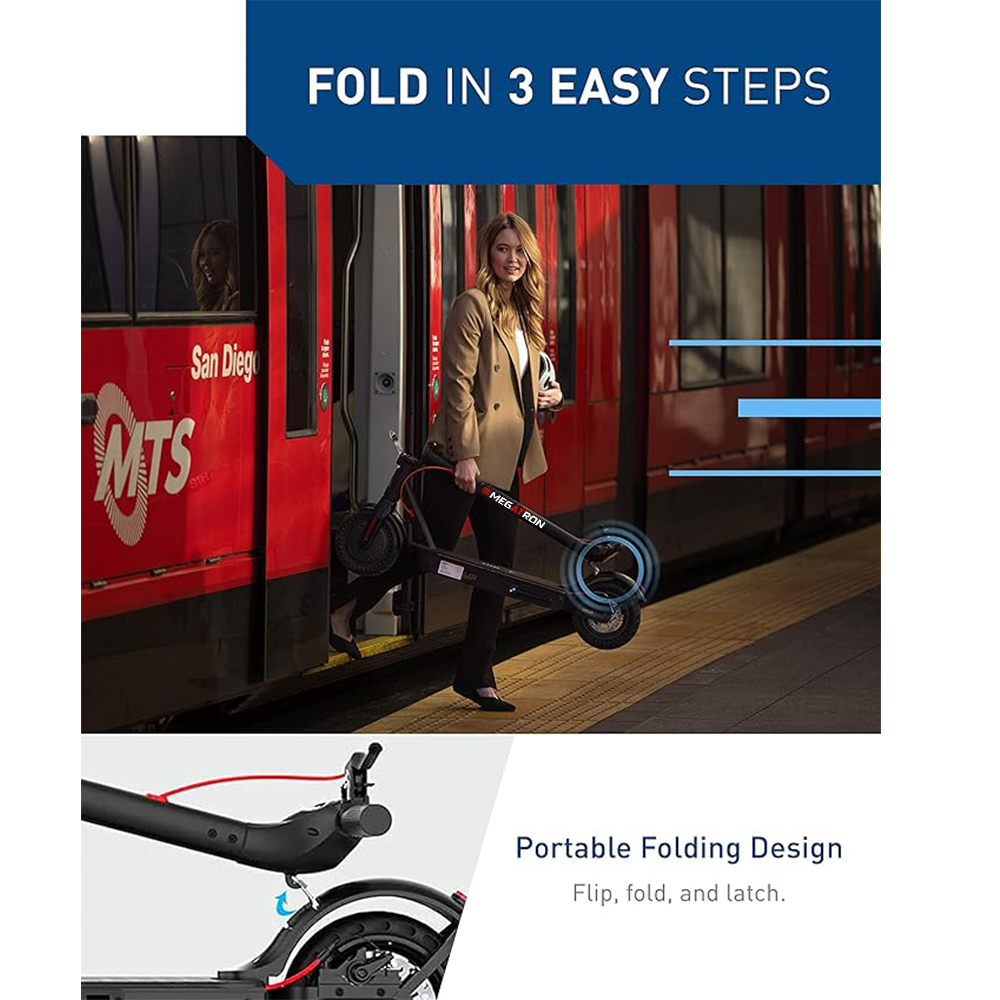 FOLD IN 3 EASY STEPS
San Diego
MTS
MEGATRON
Portable Folding Design
Flip, fold, and latch.